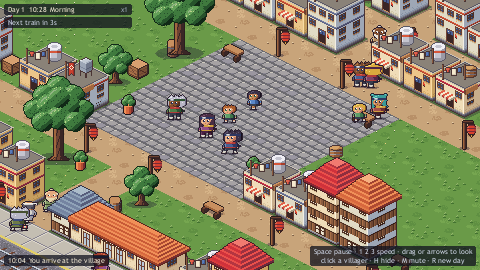 Day 1 10:28 Morning x1
Next train in 3s
10:04 You arrive at the village
Space pause · 1 2 3 speed · drag or arrows to look
click a villager · H hide · M mute · R new day